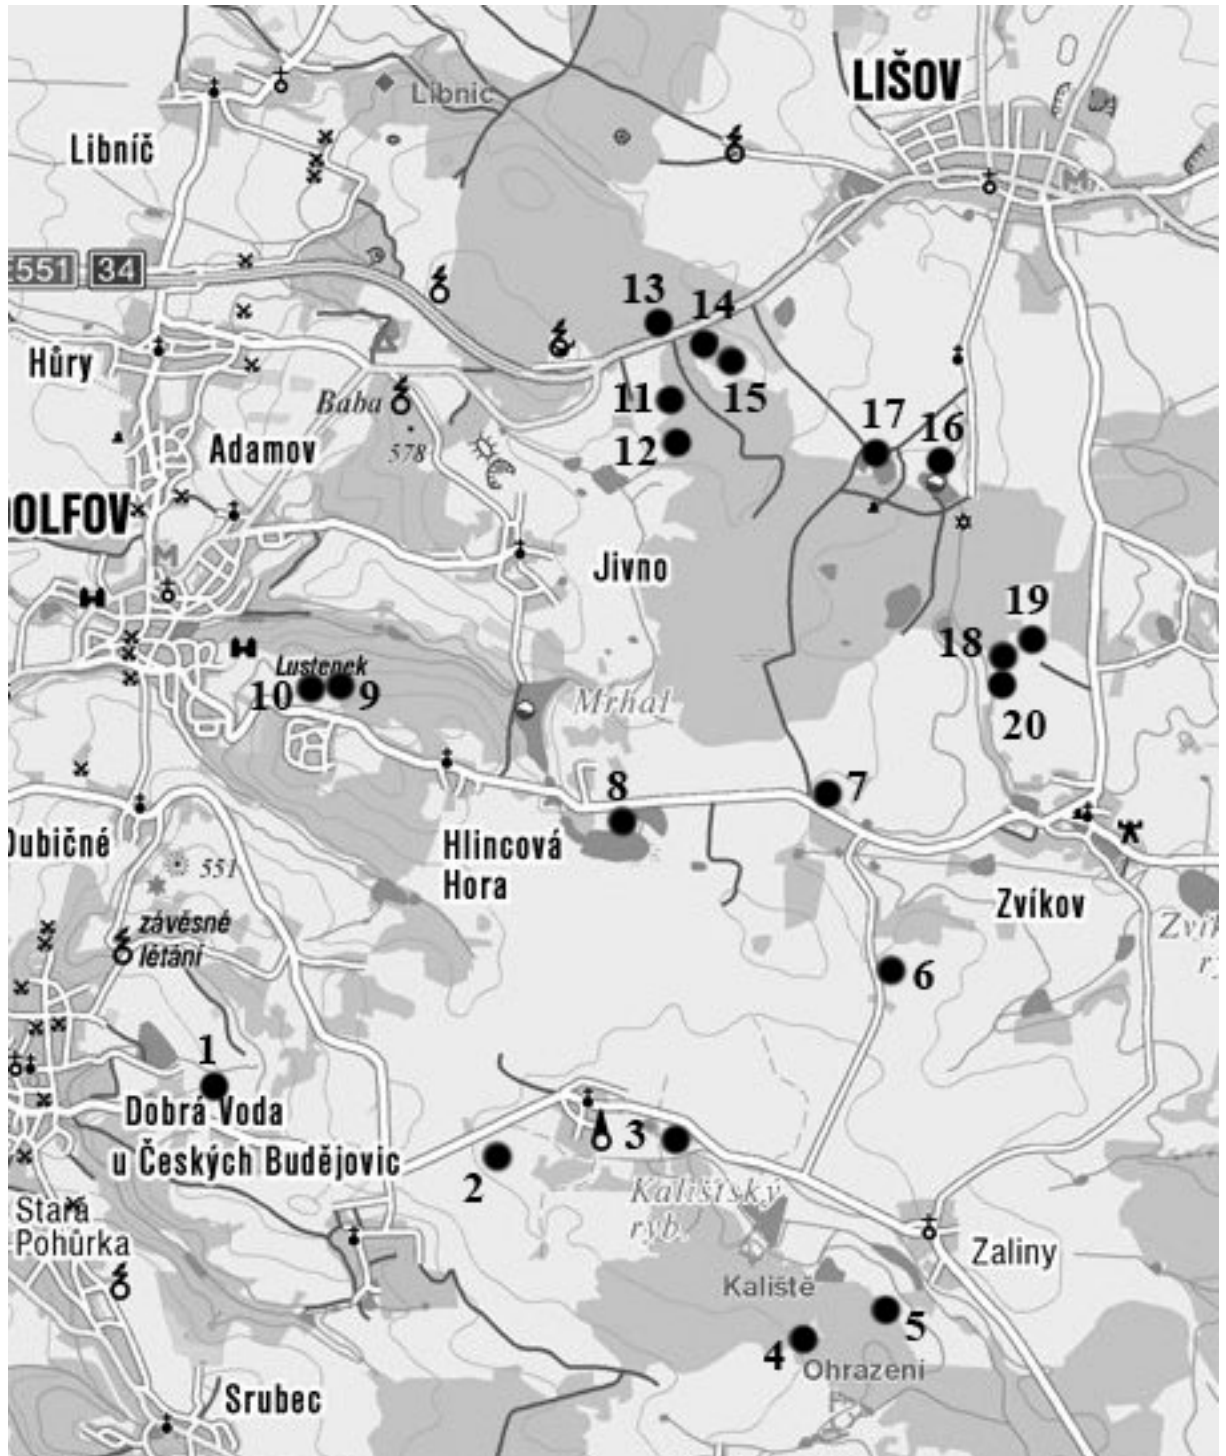 LIŠOV
Libnic
Libníč
M
551 34
13 14
Hůry
Baba
11 15
578
17 16
Adamov
12
OLFOV
M
Jivno
19
18
Lustenek
10 9
Mrhal
20
7
8
Dubičné
Hlincová
Hora
551
Zvíkov
závěsné
létání
6
1
Dobrá Voda
u Českých Budějovic
3
2
Kališťský
ryb.
Stará
Pohůrka
Zaliny
Kaliště
5
4
Ohrazení
Srubec